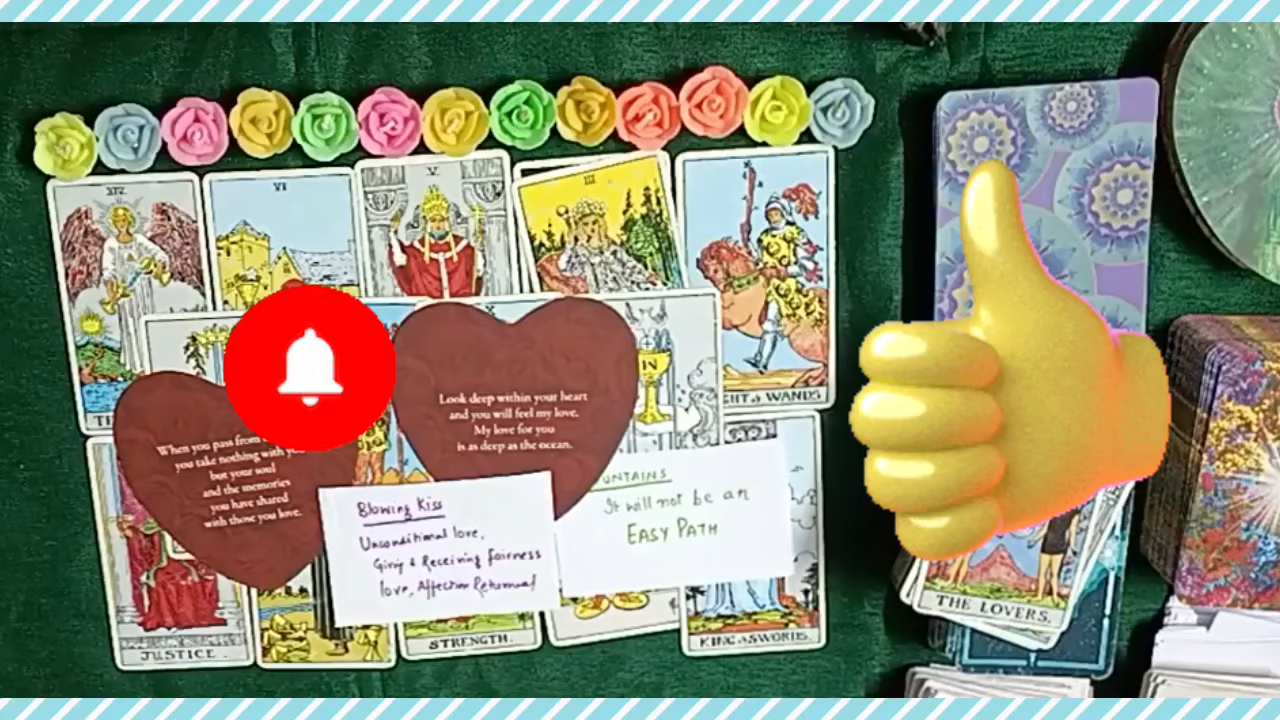 XIV
VI
V
III
X
GHT of WANDS
When you pass from
you take nothing with
but your soul
and the memories
you have shared
with those you love.
Look deep within your heart
and you will feel my love.
My love for you
is as deep as the ocean.
UNTAINS
It will not be an
EASY PATH
Blowing Kiss
Unconditional love,
Giving & Receiving fairness
love, Affection Returned
JUSTICE.
STRENGTH.
KING of SWORDS.
THE LOVERS.